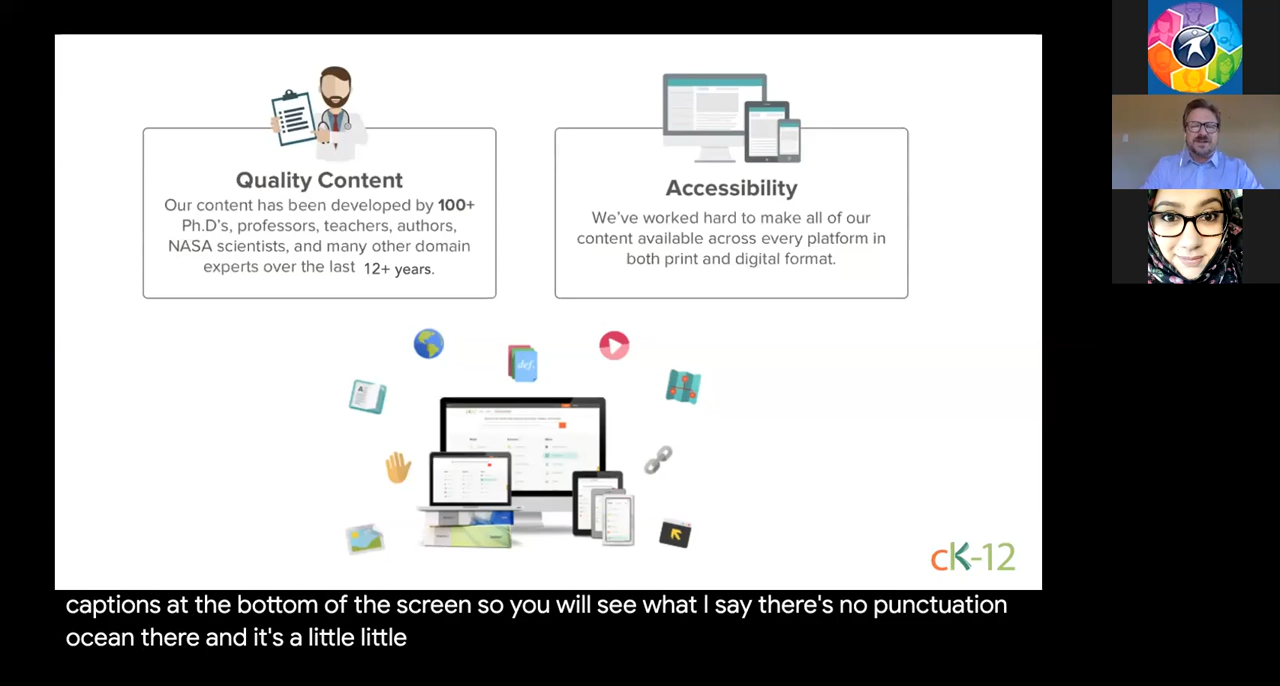 Quality Content
Our content has been developed by 100+
Ph.D's, professors, teachers, authors,
NASA scientists, and many other domain
experts over the last 12+ years.
Accessibility
We've worked hard to make all of our
content available across every platform in
both print and digital format.
def.
A
cK-12
captions at the bottom of the screen so you will see what I say there's no punctuation
ocean there and it's a little little